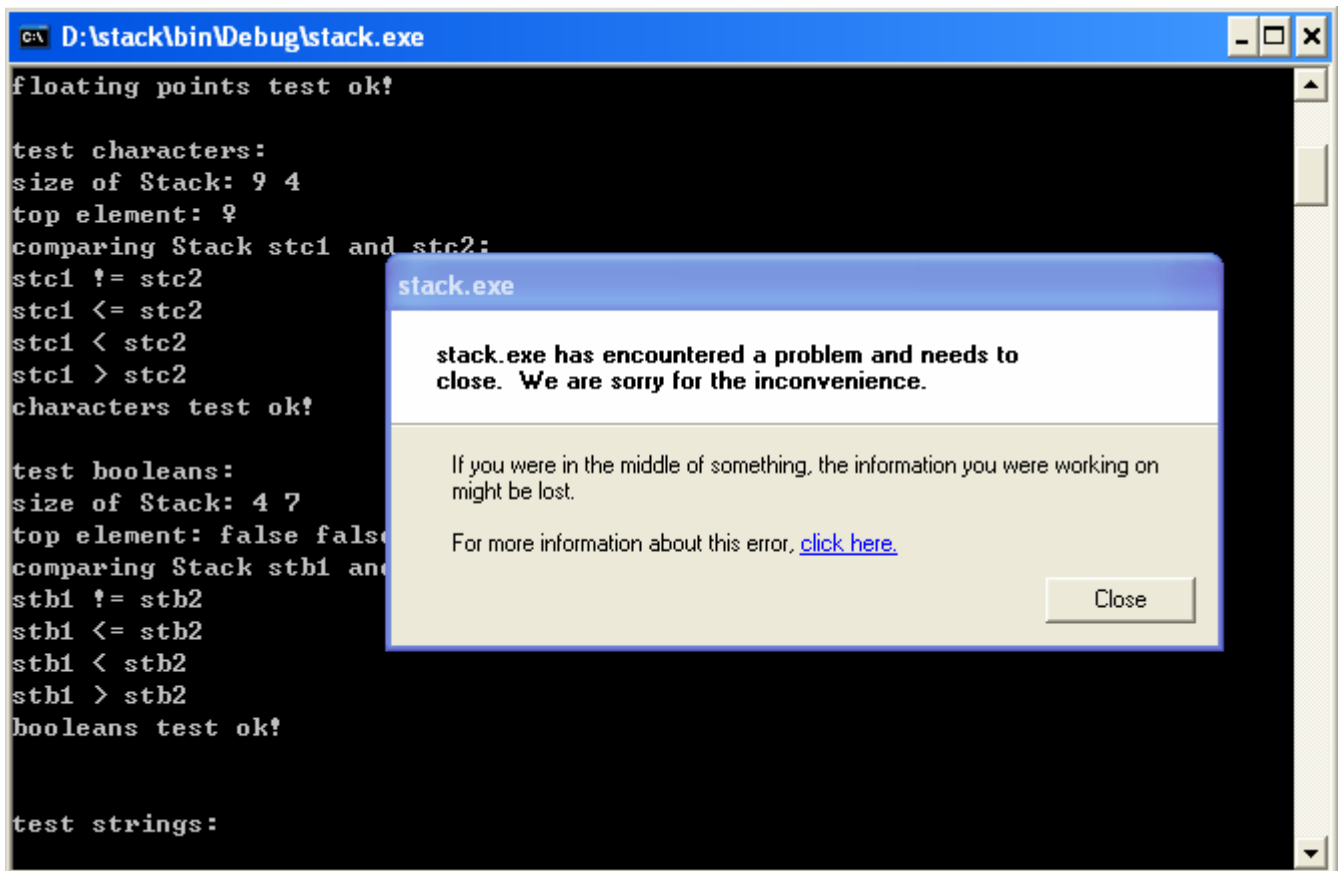 D:\stack\bin\Debug\stack.exe
floating points test ok!
test characters:
size of Stack: 9 4
top element: ♀
comparing Stack stc1 and stc2:
stc1 != stc2
stc1 <= stc2
stc1 < stc2
stc1 > stc2
characters test ok!
test booleans:
size of Stack: 4 7
top element: false false
comparing Stack stb1 and
stb1 != stb2
stb1 <= stb2
stb1 < stb2
stb1 > stb2
booleans test ok!
test strings:
stack.exe
stack.exe has encountered a problem and needs to
close. We are sorry for the inconvenience.
If you were in the middle of something, the information you were working on
might be lost.
For more information about this error, click here.
Close